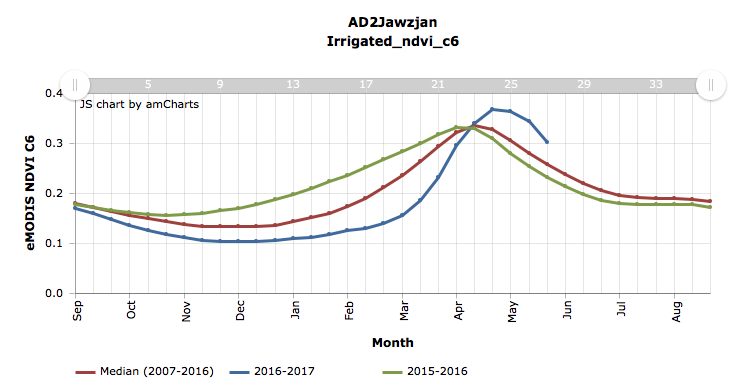 AD2Jawzjan
Irrigated_ndvi_c6
5 9 13 17 21 25 29 33
JS chart by amCharts
0.4
0.3
0.2
0.1
0.0
eMODIS NDVI C6
Sep Oct Nov Dec Jan Feb Mar Apr May Jun Jul Aug
Month
Median (2007-2016) 2016-2017 2015-2016